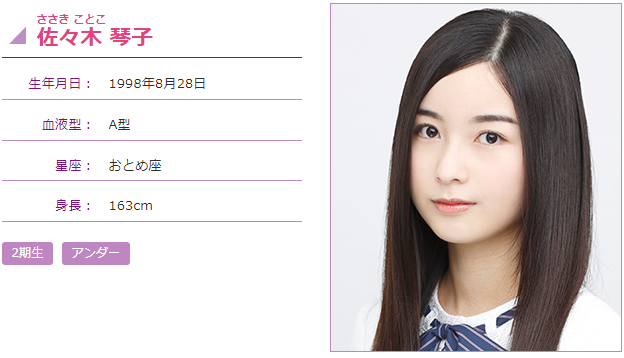 ささき ことこ
佐々木 琴子
生年月日： 1998年8月28日
血液型： A型
星座： おとめ座
身長： 163cm
2期生 アンダー